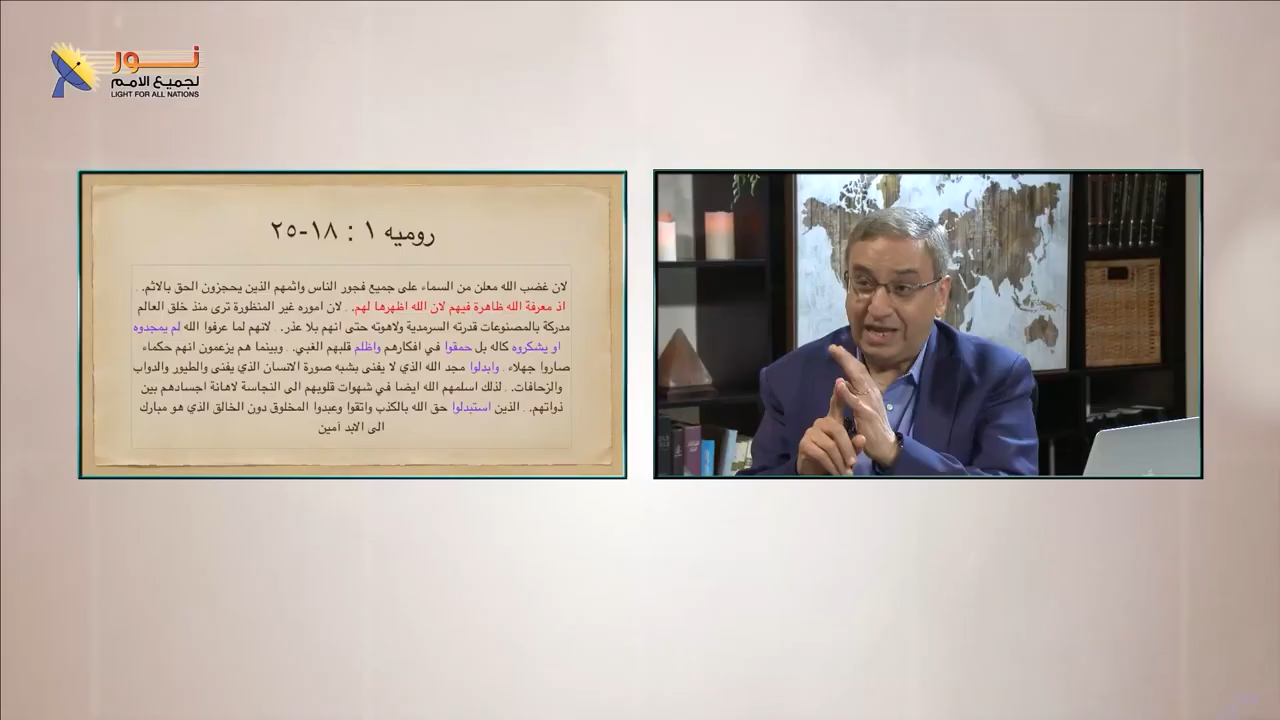 نور
لجميع الامم
LIGHT FOR ALL NATIONS
روميه ١ : ١٨-٢٥
لان غضب الله معلن من السماء على جميع فجور الناس واثمهم الذين يحجزون الحق بالاثم.
اذ معرفة الله ظاهرة فيهم لان الله اظهرها لهم. لان اموره غير المنظورة ترى منذ خلق العالم
مدركة بالمصنوعات قدرته السرمدية ولاهوته حتى انهم بلا عذر. لانهم لما عرفوا الله لم يمجدوه
او يشكروه كاله بل حمقوا في افكارهم واظلم قلبهم الغبي. وبينما هم يزعمون انهم حكماء
صاروا جهلاء وابدلوا مجد الله الذي لا يفنى بشبه صورة الانسان الذي يفنى والطيور والدواب
والزحافات. لذلك اسلمهم الله ايضا في شهوات قلوبهم الى النجاسة لاهانة اجسادهم بين
ذواتهم. الذين استبدلوا حق الله بالكذب واتقوا وعبدوا المخلوق دون الخالق الذي هو مبارك
الى الابد آمين